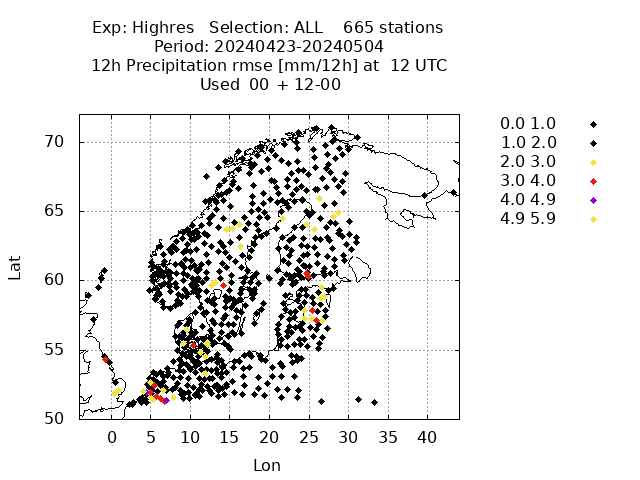 Exp: Highres   Selection: ALL    665 stations
Period: 20240423-20240504
12h Precipitation rmse [mm/12h] at  12 UTC
Used  00 + 12-00
0.0 1.0
1.0 2.0
2.0 3.0
3.0 4.0
4.0 4.9
4.9 5.9
70
65
60
55
50
Lat
0 5 10 15 20 25 30 35 40
Lon